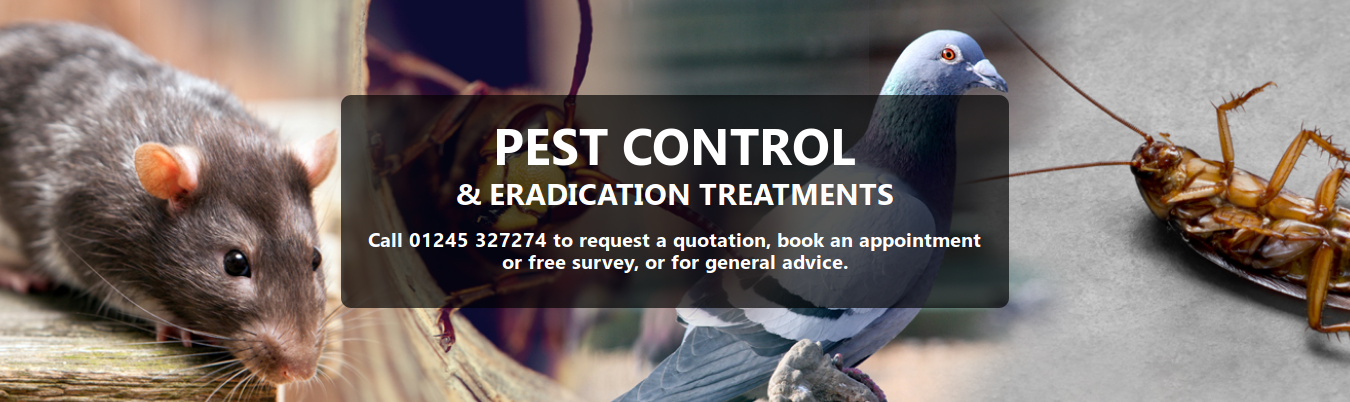 PEST CONTROL
& ERADICATION TREATMENTS
Call 01245 327274 to request a quotation, book an appointment
or free survey, or for general advice.